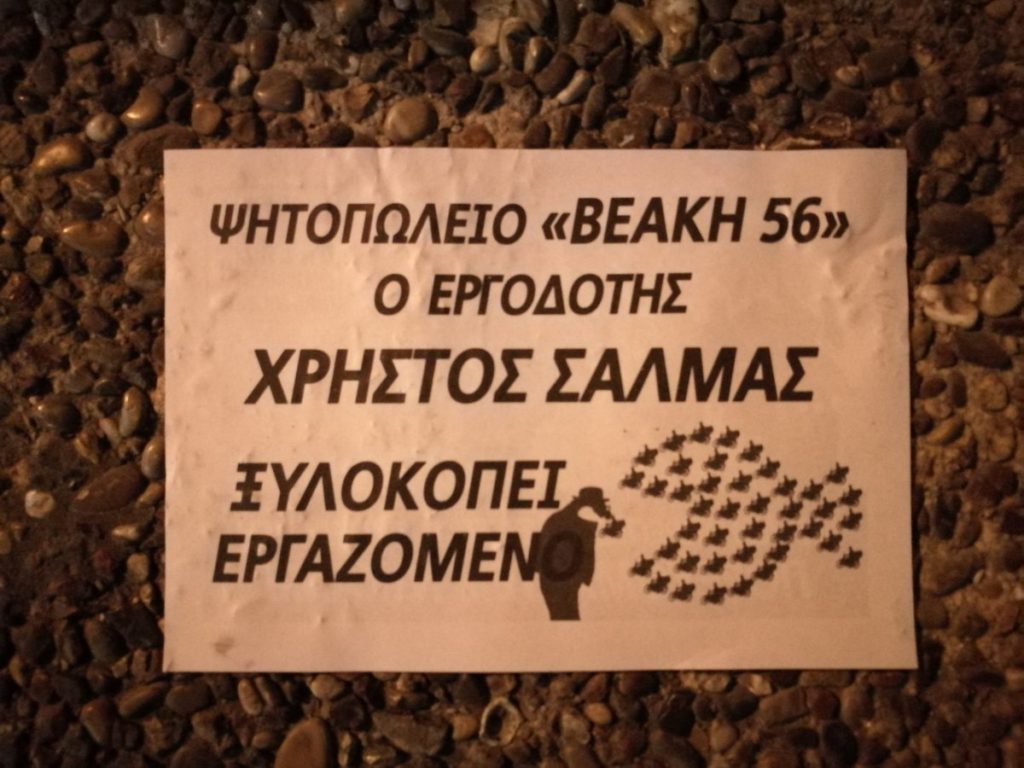 ΨΗΤΟΠΩΛΕΙΟ «ΒΕΑΚΗ 56»
Ο ΕΡΓΟΔΟΤΗΣ
ΧΡΗΣΤΟΣ ΣΑΛΜΑΣ
ΞΥΛΟΚΟΠΕΙ
ΕΡΓΑΖΟΜΕΝΟ